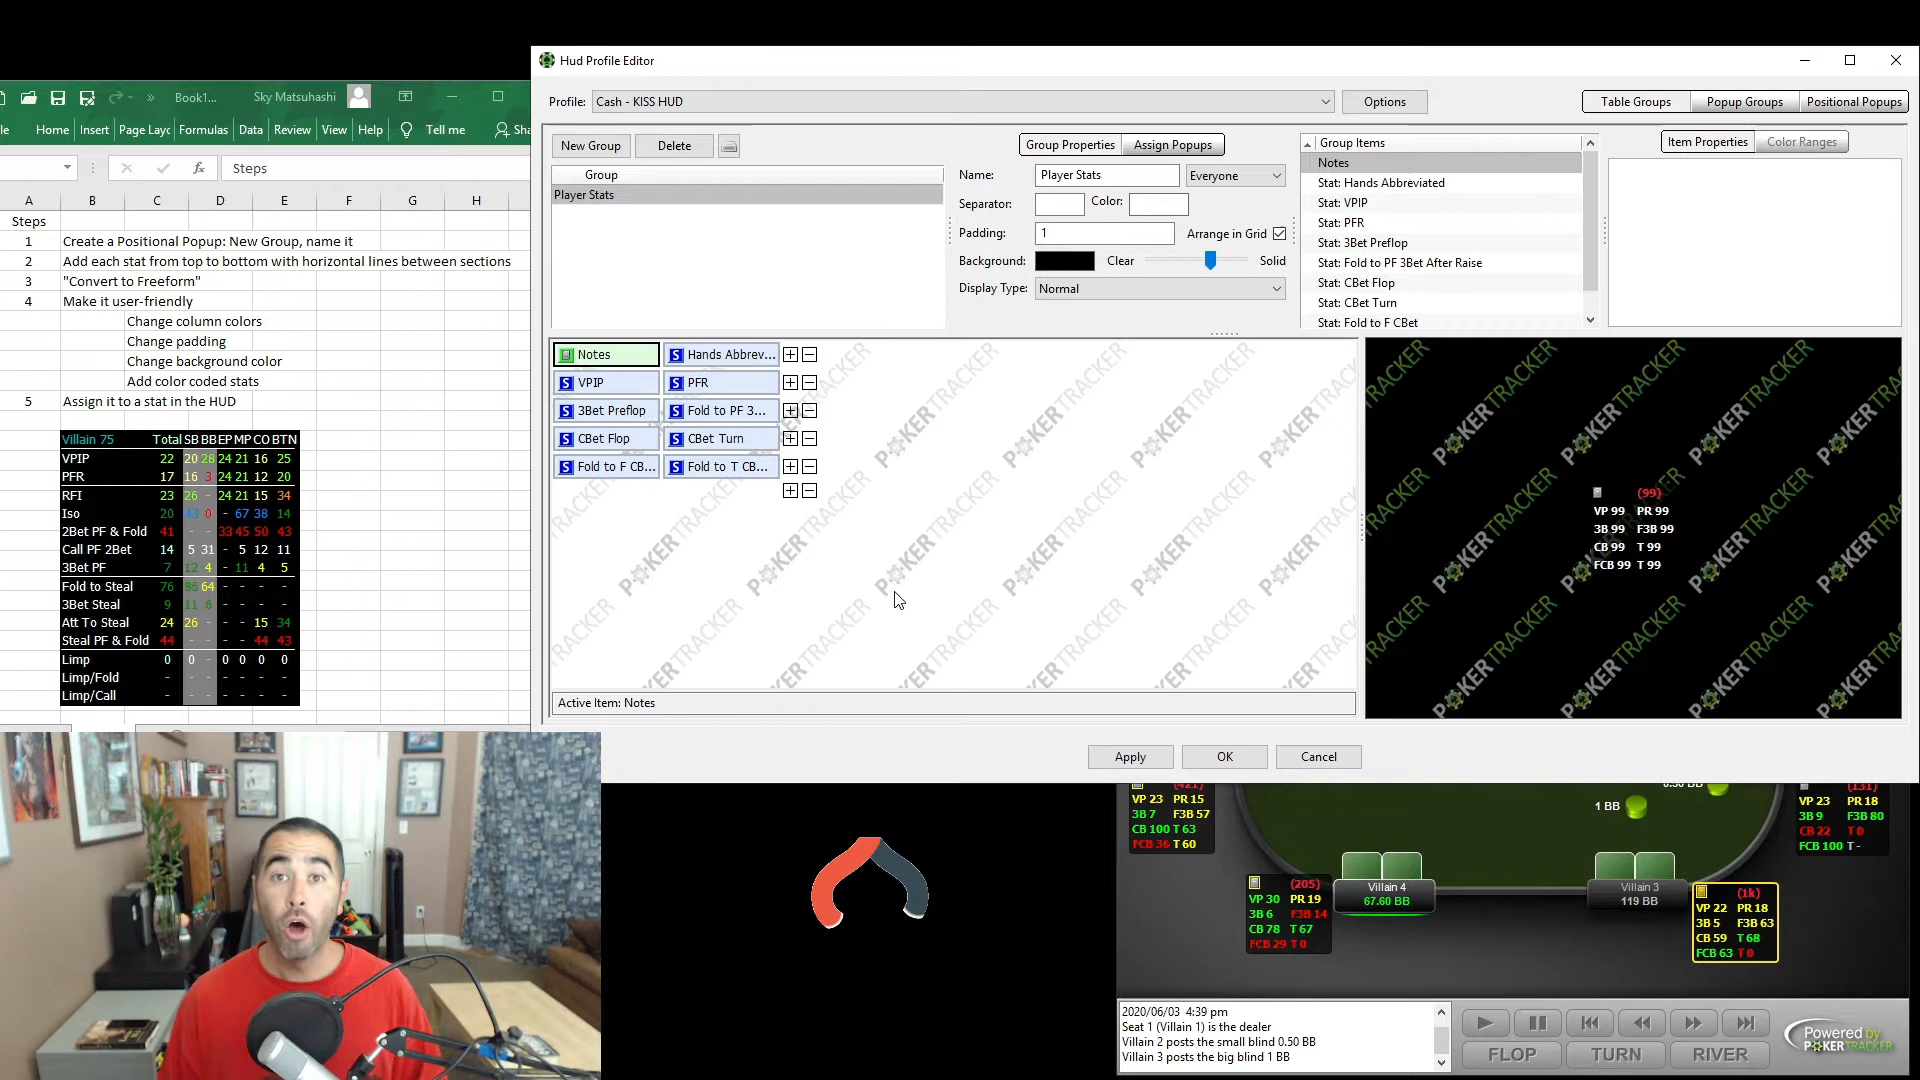 Hud Profile Editor
Book1...
Sky Matsuhashi
Profile:
Cash - KISS HUD
Options
Table Groups
Popup Groups
Positional Popups
Home
Insert
Formulas
Data
Review
View
Help
Tell me
New Group
Delete
Group Properties
Assign Popups
Group Items
Item Properties
Color Ranges
Steps
Group
Player Stats
Name:
Player Stats
Everyone
Separator:
Color:
Padding:
1
Arrange in Grid
Background:
Clear
Solid
Display Type:
Normal
Notes
Stat: Hands Abbreviated
Stat: VPIP
Stat: PFR
Stat: 3Bet Preflop
Stat: Fold to PF 3Bet After Raise
Stat: CBet Flop
Stat: CBet Turn
Stat: Fold to F CBet
A B C D E F G H
Steps
1 Create a Positional Popup: New Group, name it
2 Add each stat from top to bottom with horizontal lines between sections
3 "Convert to Freeform"
4 Make it user-friendly
Change column colors
Change padding
Change background color
Add color coded stats
5 Assign it to a stat in the HUD
Villain 75 Total SB BB EP MP CO BTN
VPIP 22 20 28 24 21 16 25
PFR 17 16 3 24 21 12 20
RFI 23 26 - 24 21 15 34
Iso 20 43 0 - 67 38 14
2Bet PF & Fold 41 - - 33 45 50 43
Call PF 2Bet 14 5 31 - 5 12 11
3Bet PF 7 12 4 - 11 4 5
Fold to Steal 76 86 64 - - - -
3Bet Steal 9 11 6 - - - -
Att To Steal 24 26 - - - 15 34
Steal PF & Fold 44 - - - - 44 43
Limp 0 0 - 0 0 0 0
Limp/Fold - - - - - - -
Limp/Call - - - - - - -
Notes Hands Abbrev...
VPIP PFR
3Bet Preflop Fold to PF 3...
CBet Flop CBet Turn
Fold to F CB... Fold to T CB...
Active Item: Notes
POKERTRACKER
(99)
VP 99 PR 99
3B 99 F3B 99
CB 99 T 99
FCB 99 T 99
Apply
OK
Cancel
VP 23 PR 15
3B 7 F3B 57
CB 100 T 63
FCB 36 T 60
1 BB
(131)
VP 23 PR 18
3B 9 F3B 80
CB 22 T 0
FCB 100 T -
(205)
VP 30 PR 19
3B 6 F3B 14
CB 78 T 67
FCB 29 T 0
Villain 4
67.60 BB
Villain 3
119 BB
(1k)
VP 22 PR 18
3B 5 F3B 63
CB 59 T 68
FCB 63 T 0
2020/06/03 4:39 pm
Seat 1 (Villain 1) is the dealer
Villain 2 posts the small blind 0.50 BB
Villain 3 posts the big blind 1 BB
FLOP
TURN
RIVER
Powered by
POKERTRACKER